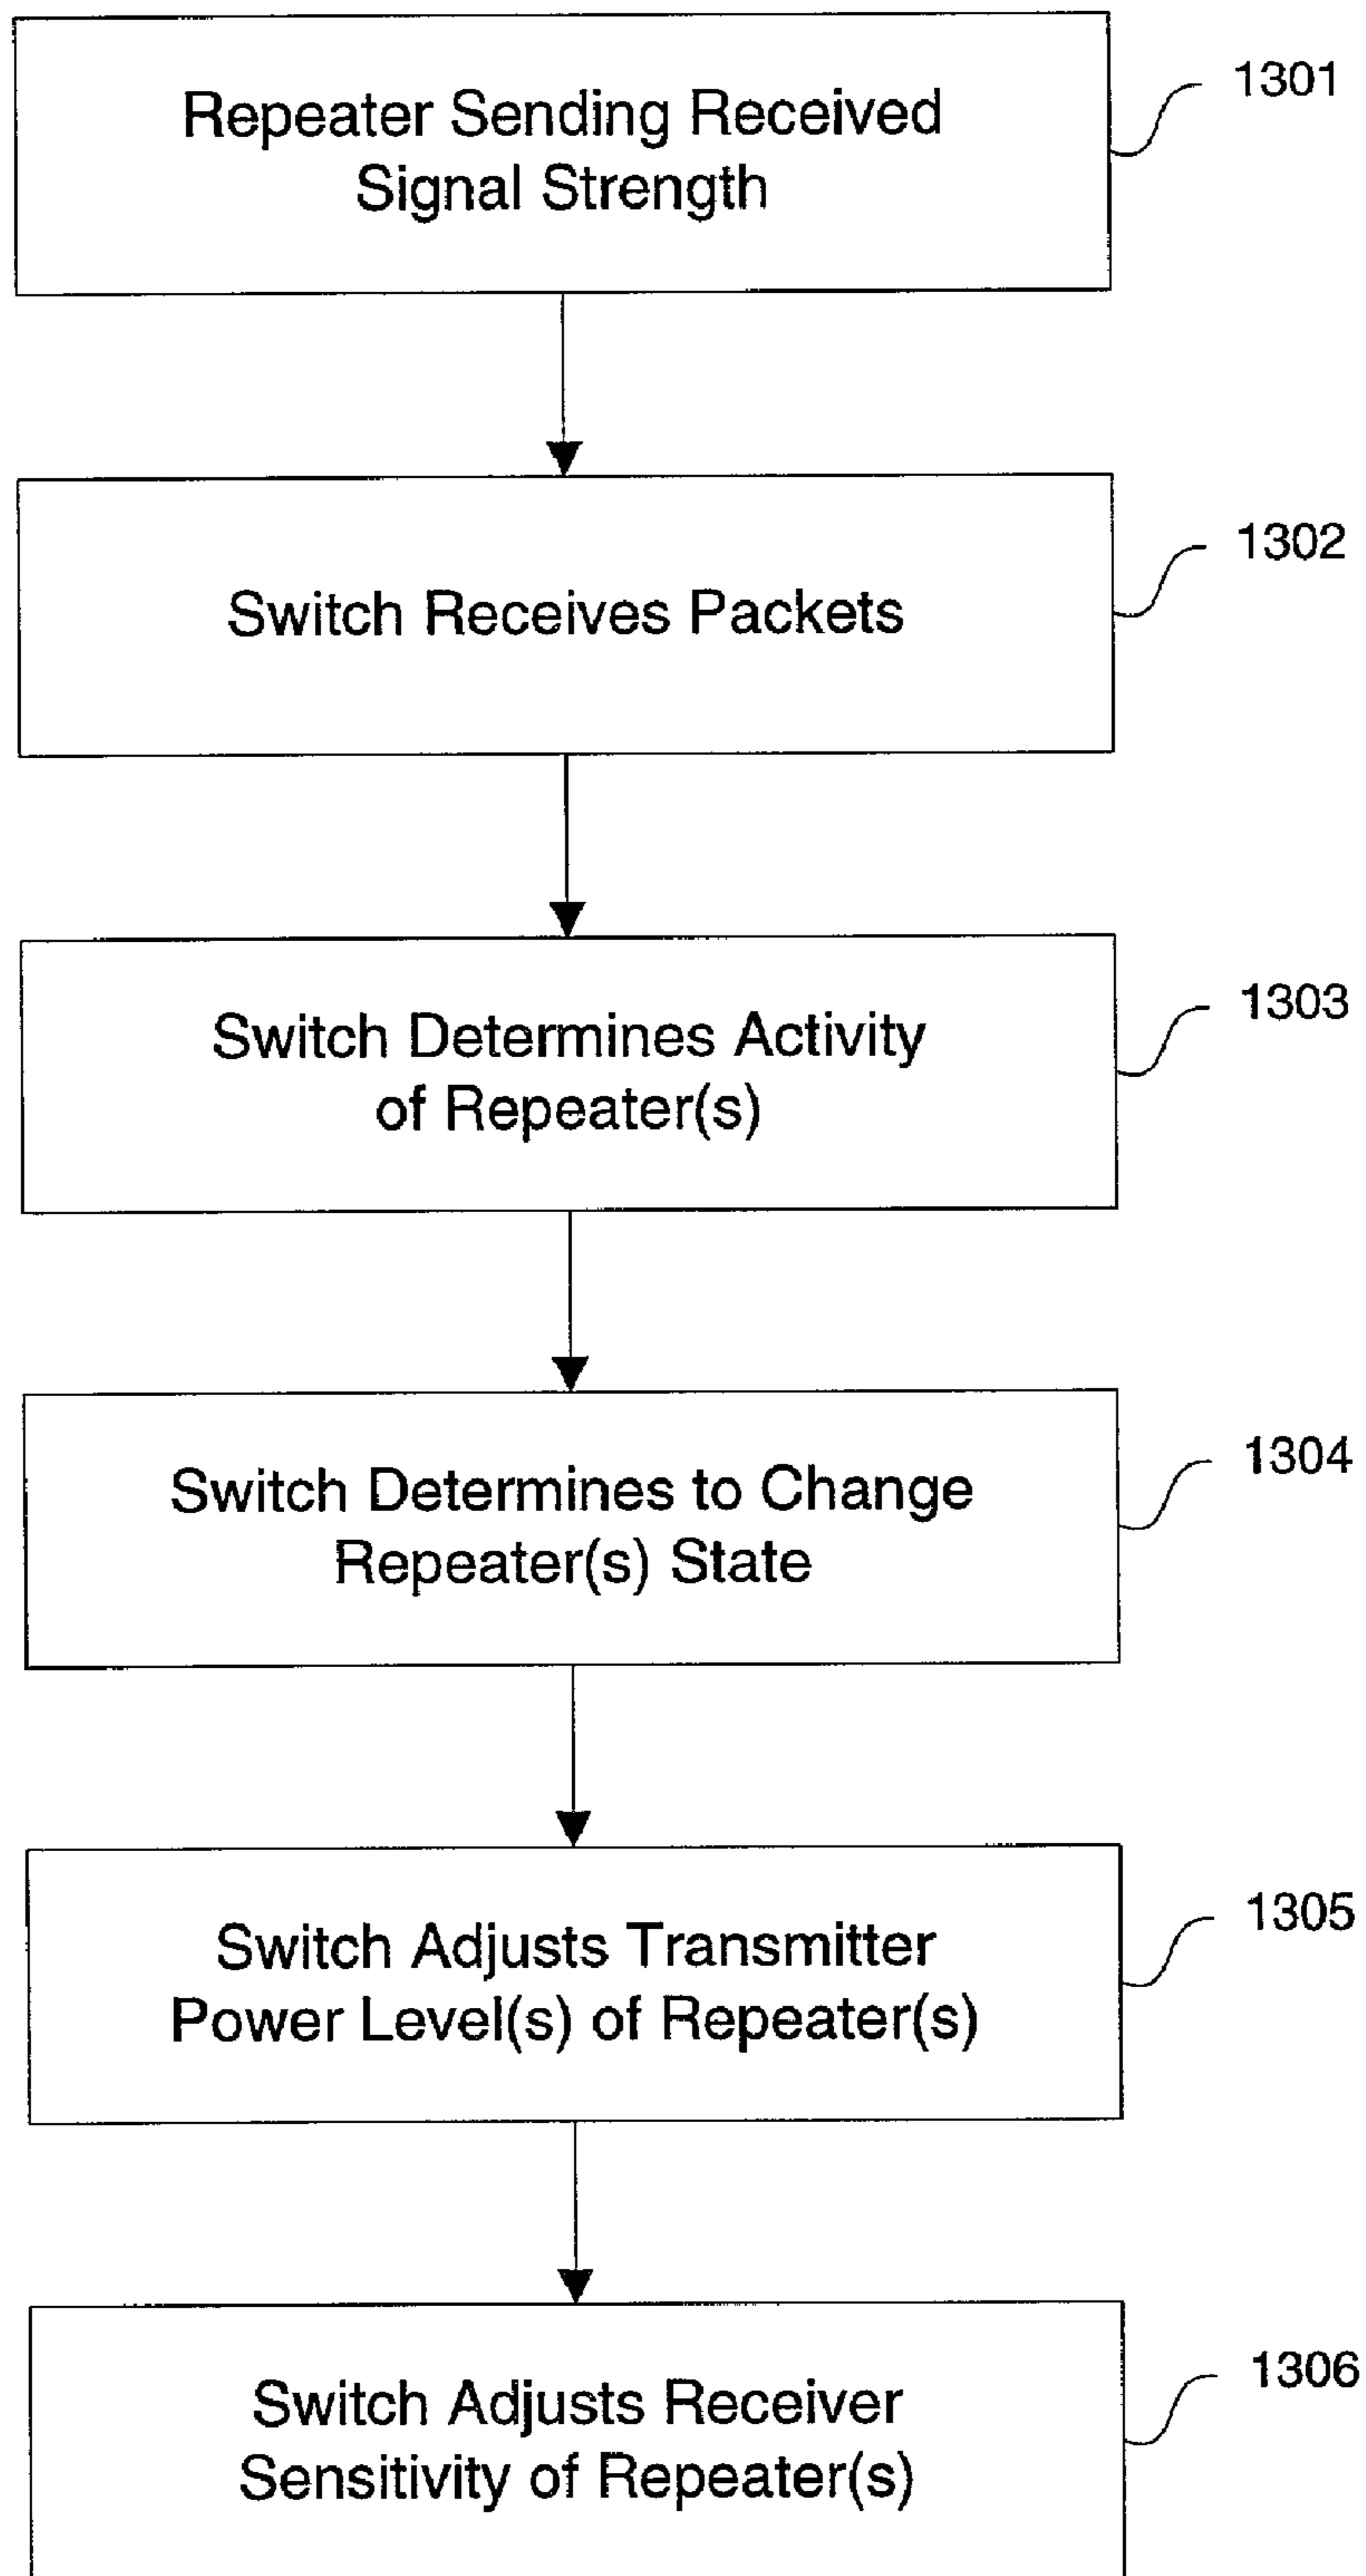 Repeater Sending Received
Signal Strength
1301
Switch Receives Packets
1302
Switch Determines Activity
of Repeater(s)
1303
Switch Determines to Change
Repeater(s) State
1304
Switch Adjusts Transmitter
Power Level(s) of Repeater(s)
1305
Switch Adjusts Receiver
Sensitivity of Repeater(s)
1306